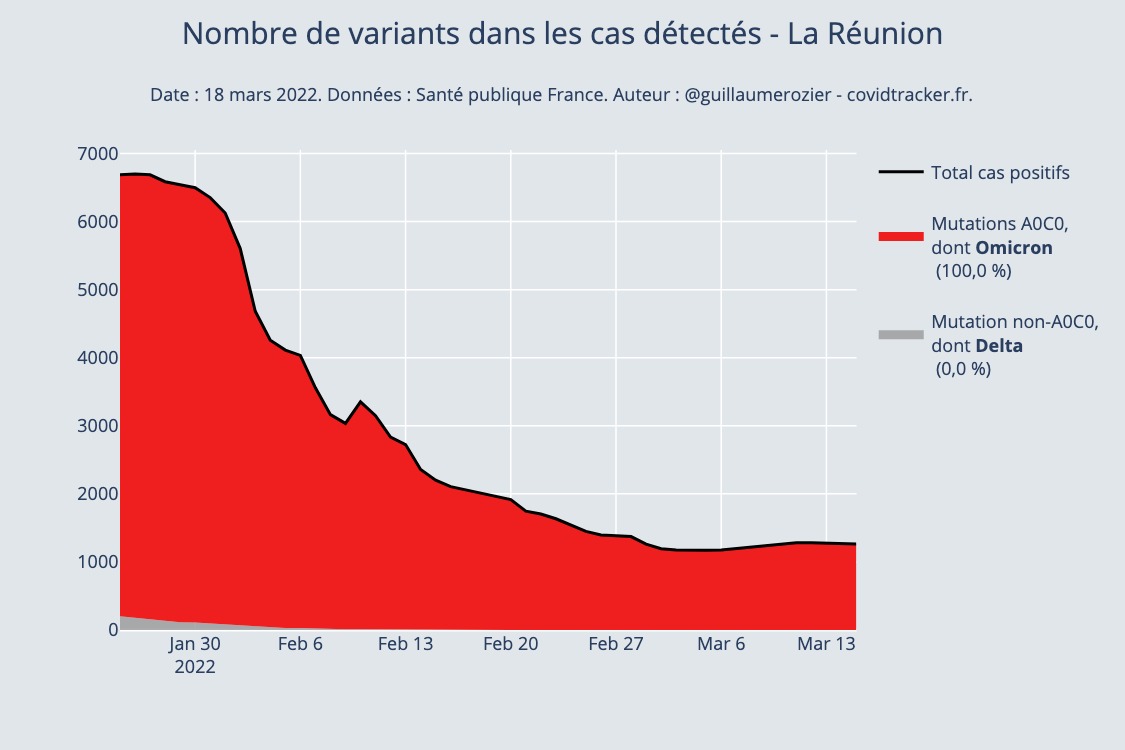 Nombre de variants dans les cas détectés - La Réunion
Date : 18 mars 2022. Données : Santé publique France. Auteur : @guillaumerozier - covidtracker.fr.
7000
6000
5000
4000
3000
2000
1000
0
Jan 30
2022
Feb 6
Feb 13
Feb 20
Feb 27
Mar 6
Mar 13
Total cas positifs
Mutations A0C0,
dont Omicron
(100,0 %)
Mutation non-A0C0,
dont Delta
(0,0 %)